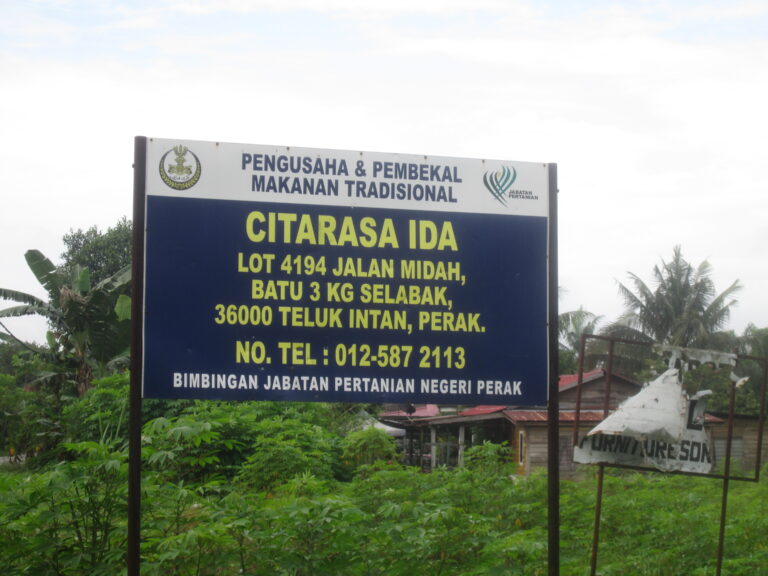 PENGUSAHA & PEMBEKAL
MAKANAN TRADISIONAL
JABATAN
PERTANIAN
CITARASA IDA
LOT 4194 JALAN MIDAH,
BATU 3 KG SELABAK,
36000 TELUK INTAN, PERAK.
NO. TEL : 012-587 2113
BIMBINGAN JABATAN PERTANIAN NEGERI PERAK
L
FURNITURE SDN